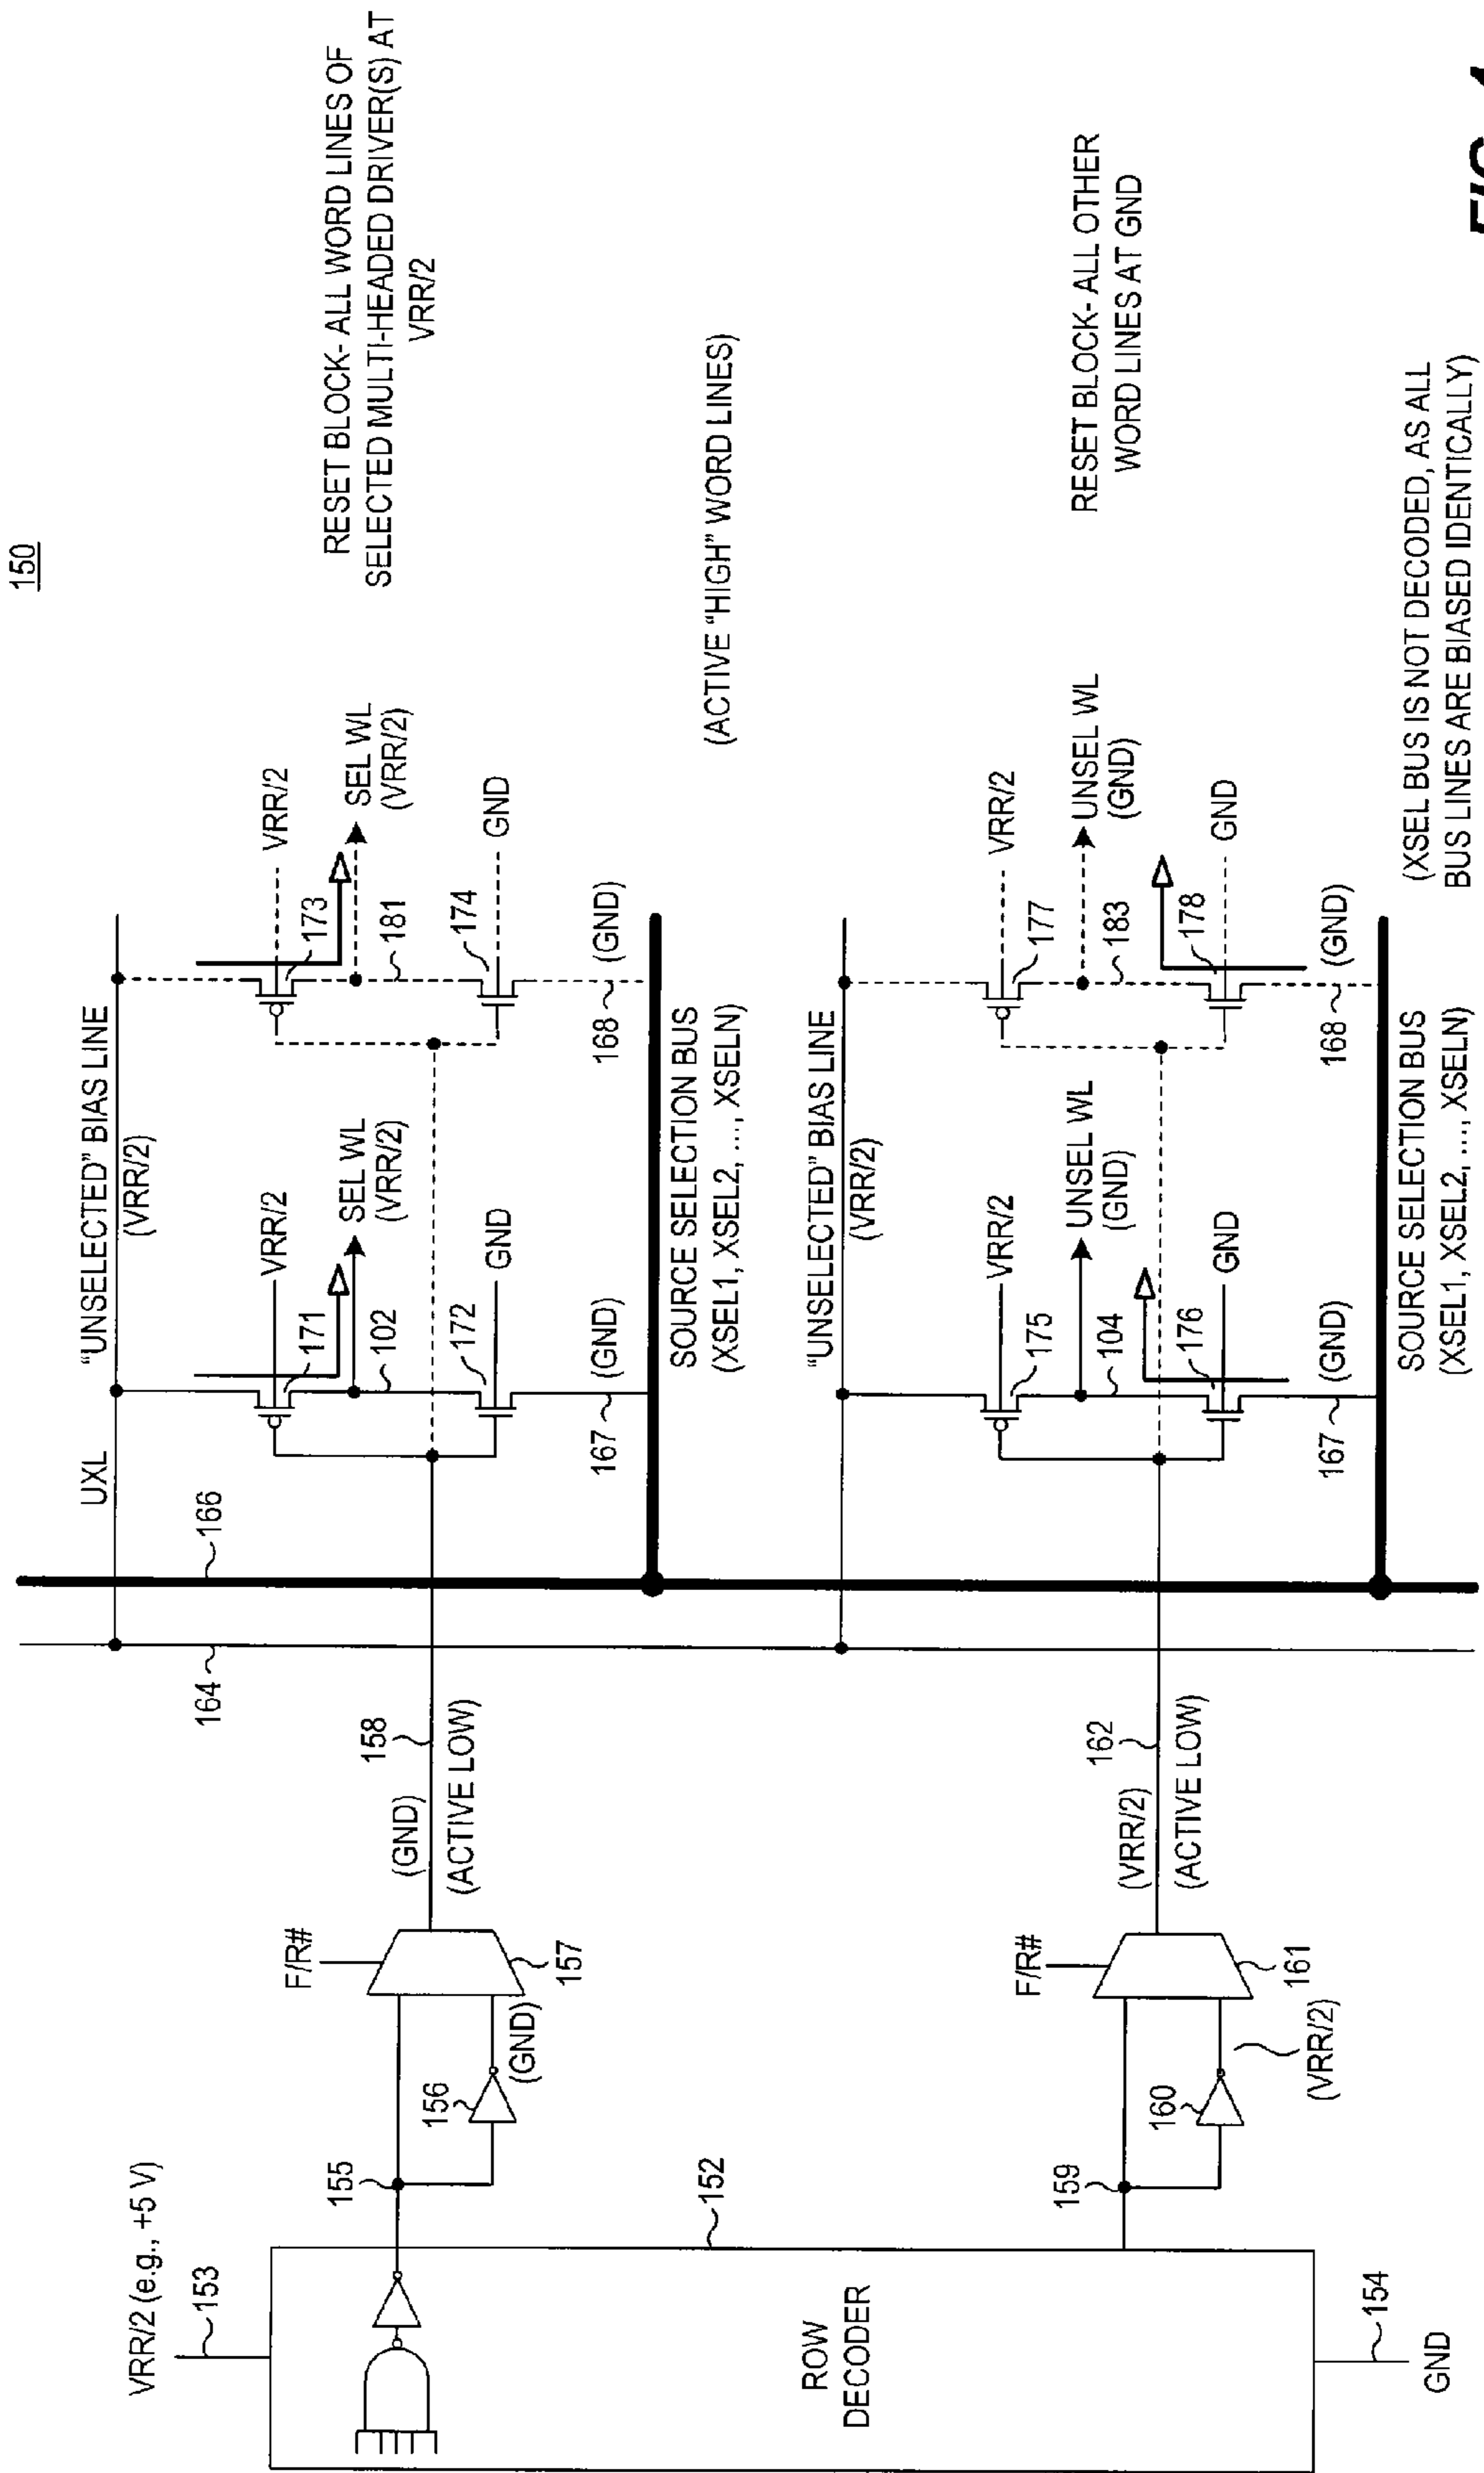 150
VRR/2 (e.g., +5 V)
153
ROW
DECODER
152
154
GND
155
156
(GND)
F/R#
157
(GND)
158
(ACTIVE LOW)
159
160
(VRR/2)
F/R#
161
(VRR/2)
162
(ACTIVE LOW)
164
166
UXL
"UNSELECTED" BIAS LINE
(VRR/2)
VRR/2
171
SEL WL
(VRR/2)
102
172
GND
167
(GND)
VRR/2
173
SEL WL
(VRR/2)
181
174
GND
168
(GND)
SOURCE SELECTION BUS
(XSEL1, XSEL2, ..., XSELN)
RESET BLOCK- ALL WORD LINES OF
SELECTED MULTI-HEADED DRIVER(S) AT
VRR/2
(ACTIVE "HIGH" WORD LINES)
"UNSELECTED" BIAS LINE
(VRR/2)
VRR/2
175
UNSEL WL
(GND)
104
176
GND
167
(GND)
VRR/2
177
UNSEL WL
(GND)
183
178
GND
168
(GND)
SOURCE SELECTION BUS
(XSEL1, XSEL2, ..., XSELN)
RESET BLOCK- ALL OTHER
WORD LINES AT GND
(XSEL BUS IS NOT DECODED, AS ALL
BUS LINES ARE BIASED IDENTICALLY)
FIG.